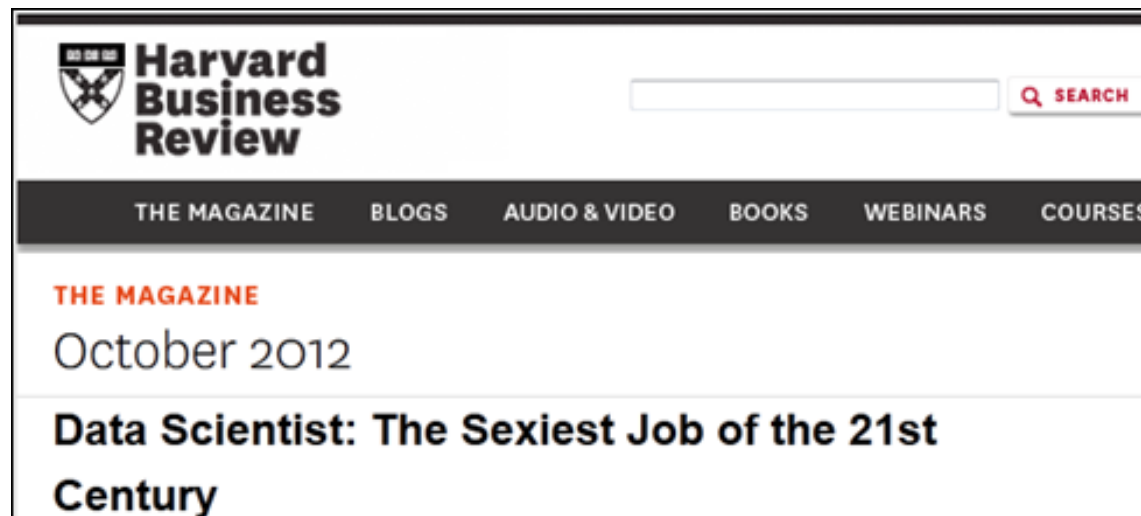 Harvard
Business
Review
SEARCH
THE MAGAZINE BLOGS AUDIO & VIDEO BOOKS WEBINARS COURSES
THE MAGAZINE
October 2012
Data Scientist: The Sexiest Job of the 21st
Century